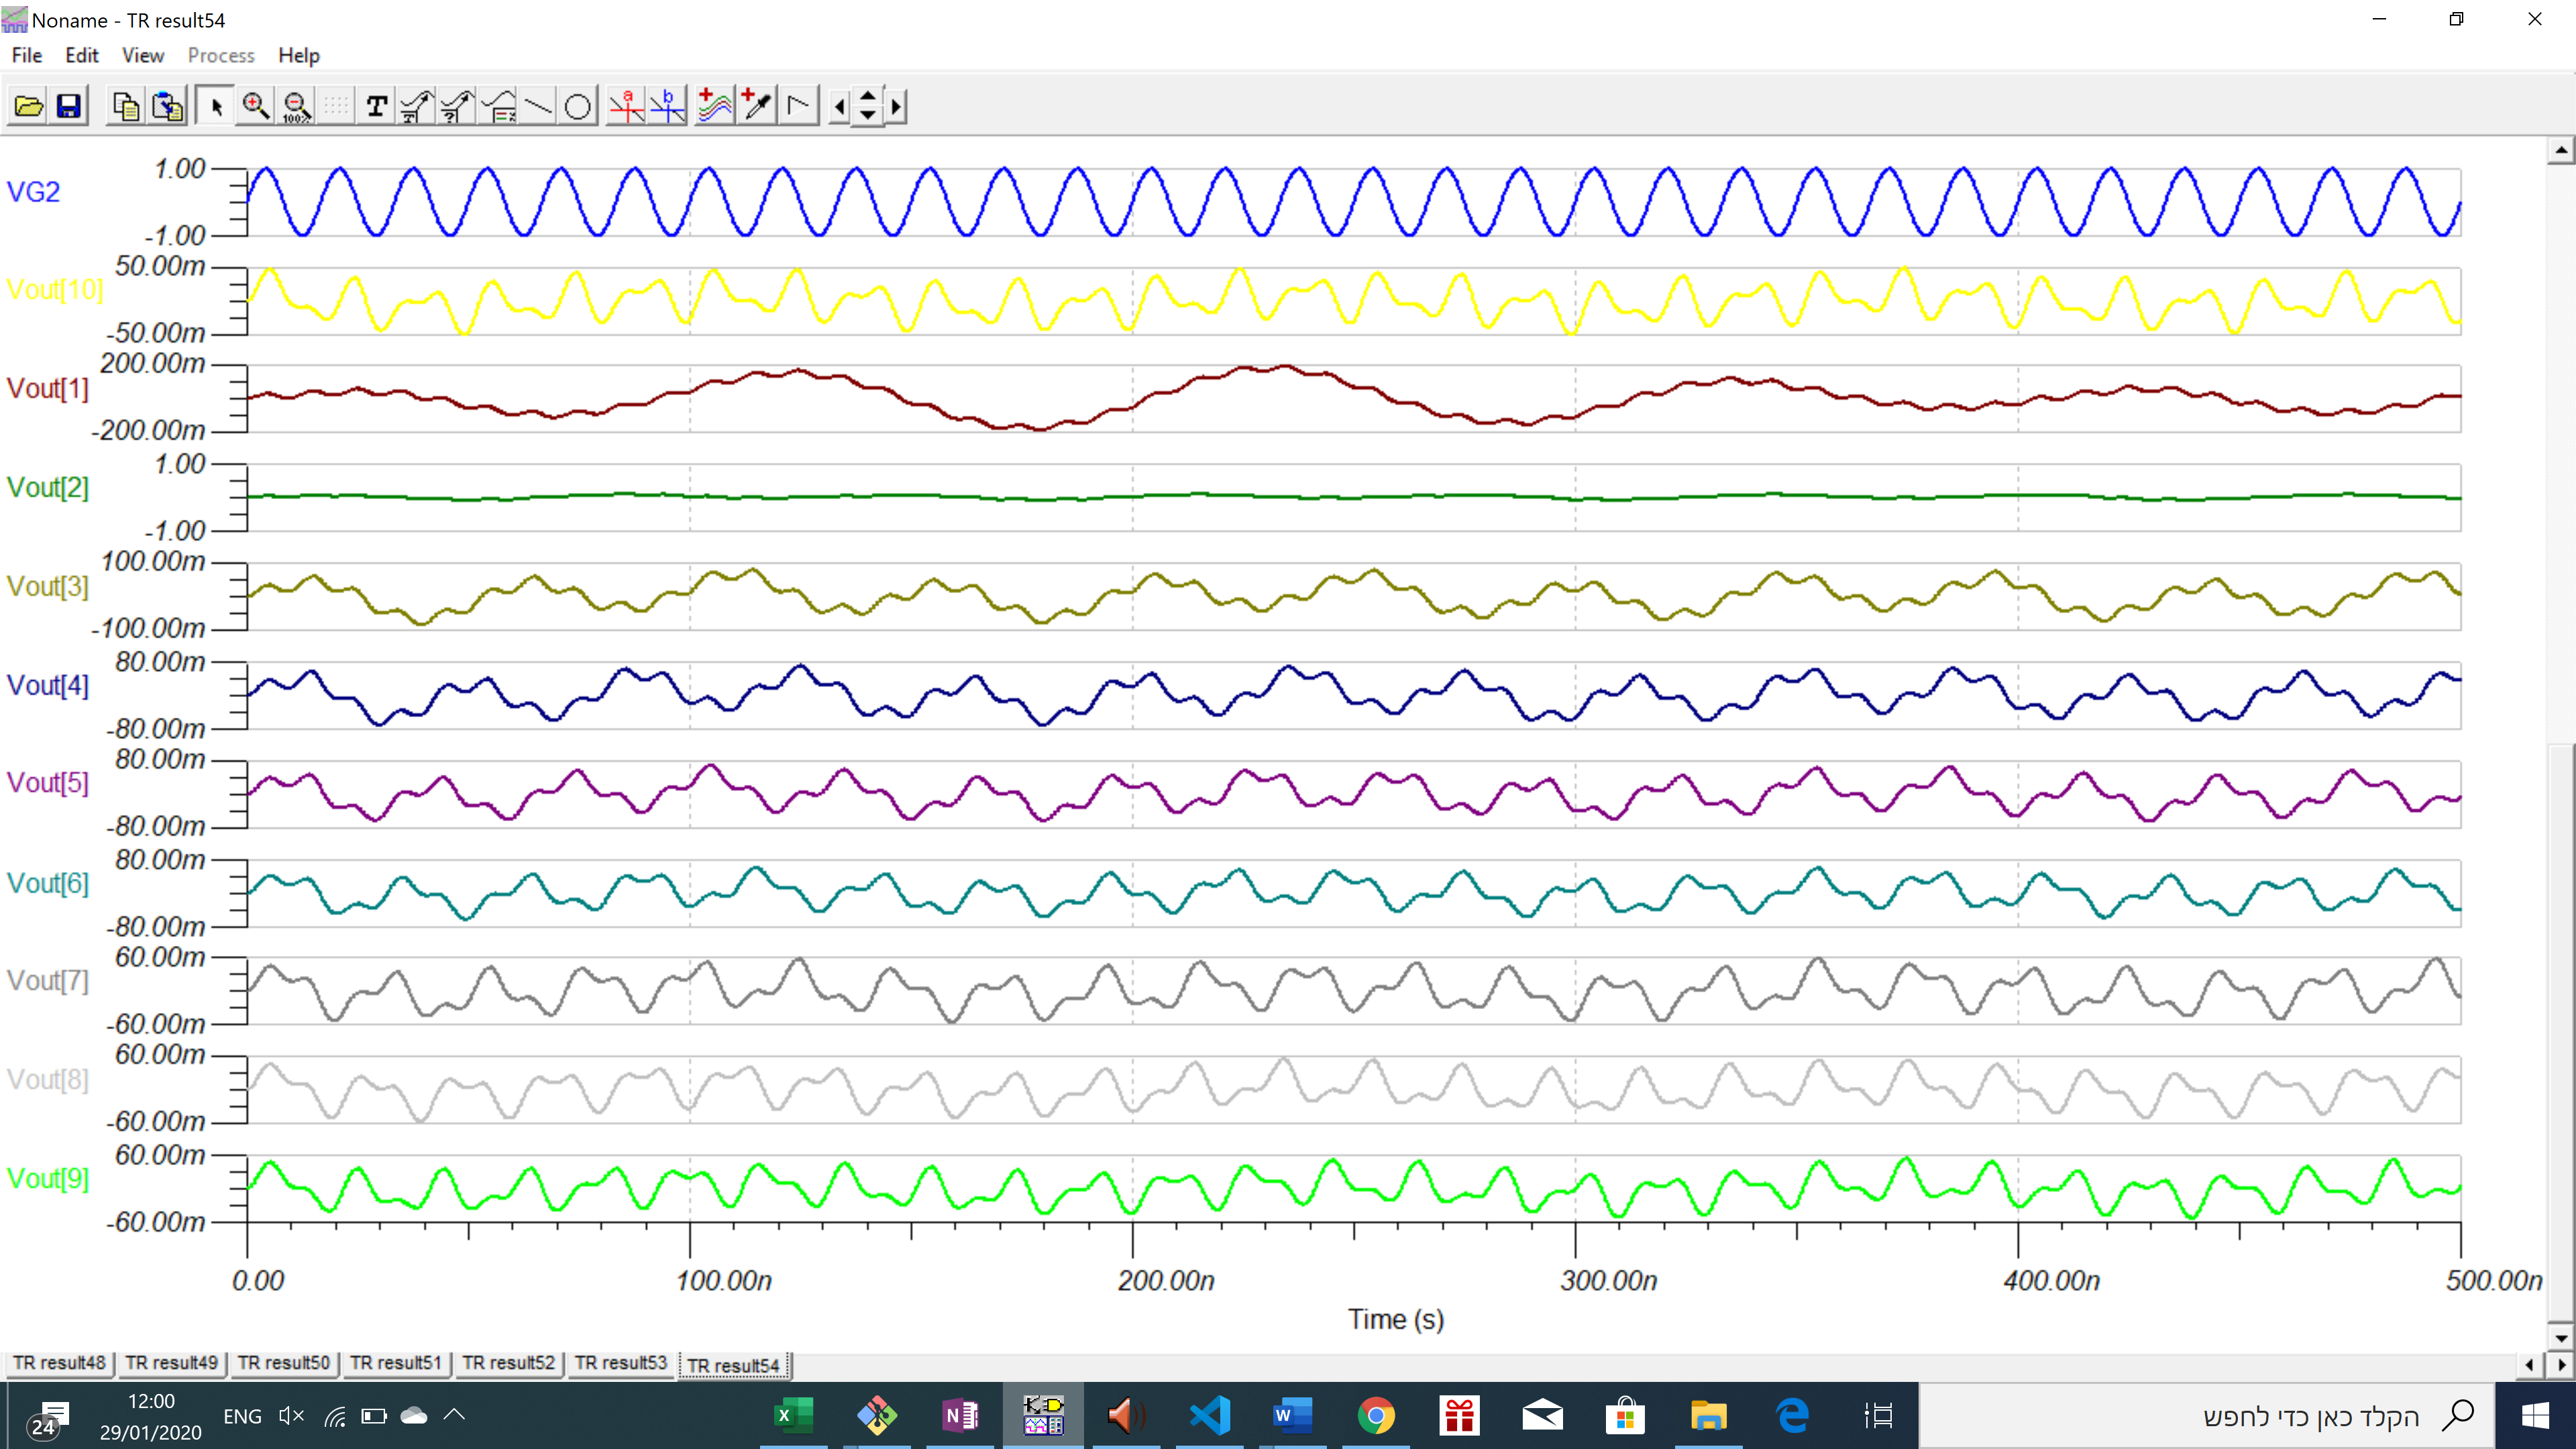 Noneme - TR result54
File Edit View Process Help
100%
T
a
b
VG2
1.00
-1.00
Vout[10]
50.00m
-50.00m
Vout[1]
200.00m
-200.00m
Vout[2]
1.00
-1.00
Vout[3]
100.00m
-100.00m
Vout[4]
80.00m
-80.00m
Vout[5]
80.00m
-80.00m
Vout[6]
80.00m
-80.00m
Vout[7]
60.00m
-60.00m
Vout[8]
60.00m
-60.00m
Vout[9]
60.00m
-60.00m
0.00 100.00n 200.00n 300.00n 400.00n 500.00n
Time (s)
TR result48 TR result49 TR result50 TR result51 TR result52 TR result53 TR result54
24
12:00
29/01/2020
ENG
הקלד כאן כדי לחפש